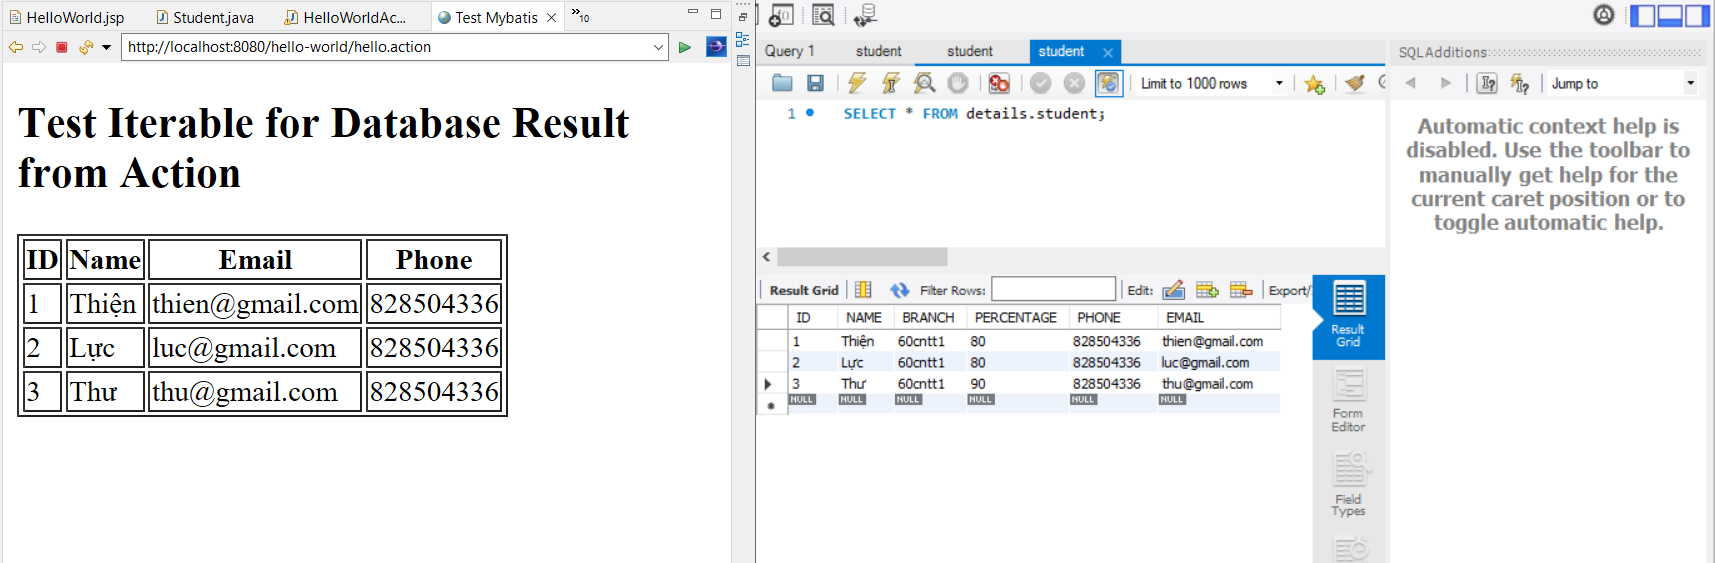 HelloWorld.jsp Student.java HelloWorldAc... Test Mybatis »10
http://localhost:8080/hello-world/hello.action
Test Iterable for Database Result
from Action
ID Name Email Phone
1 Thiện thien@gmail.com 828504336
2 Lực luc@gmail.com 828504336
3 Thư thu@gmail.com 828504336
Query 1 student student student
Limit to 1000 rows
1 SELECT * FROM details.student;
Result Grid Filter Rows: Edit: Export/
ID NAME BRANCH PERCENTAGE PHONE EMAIL
1 Thiện 60cntt1 80 828504336 thien@gmail.com
2 Lực 60cntt1 80 828504336 luc@gmail.com
3 Thư 60cntt1 90 828504336 thu@gmail.com
NULL NULL NULL NULL NULL NULL
Result
Grid
Form
Editor
Field
Types
SQLAdditions
Jump to
Automatic context help is
disabled. Use the toolbar to
manually get help for the
current caret position or to
toggle automatic help.